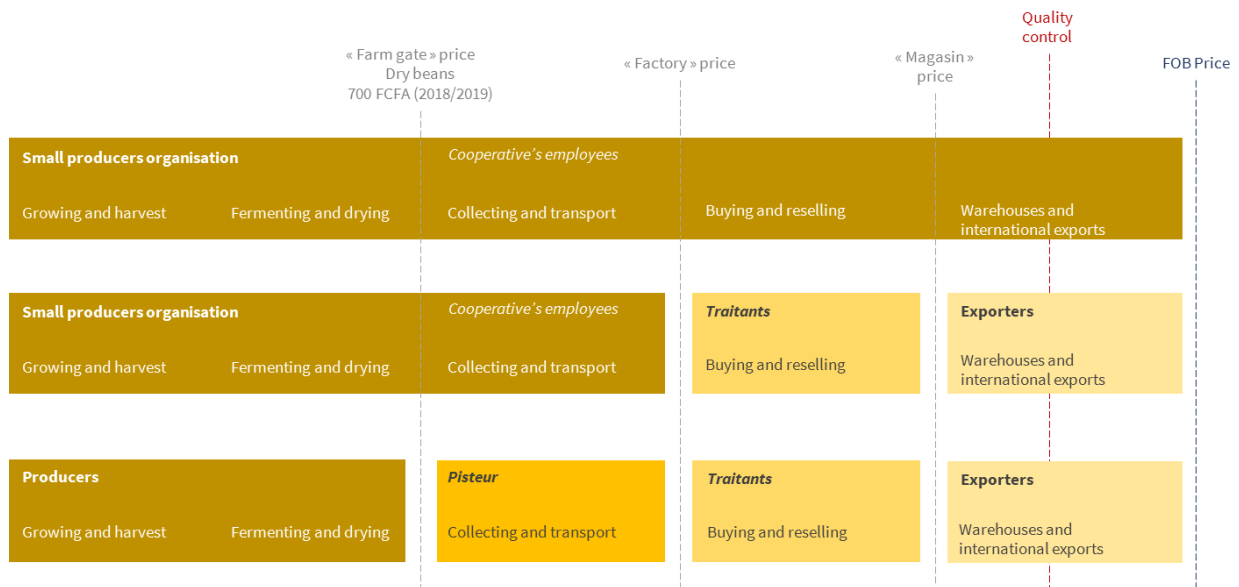 Quality
control
« Farm gate » price
Dry beans
700 FCFA (2018/2019)
« Factory » price
« Magasin »
price
FOB Price
Small producers organisation
Cooperative's employees
Growing and harvest
Fermenting and drying
Collecting and transport
Buying and reselling
Warehouses and
international exports
Small producers organisation
Cooperative's employees
Traitants
Exporters
Growing and harvest
Fermenting and drying
Collecting and transport
Buying and reselling
Warehouses and
international exports
Producers
Pisteur
Traitants
Exporters
Growing and harvest
Fermenting and drying
Collecting and transport
Buying and reselling
Warehouses and
international exports